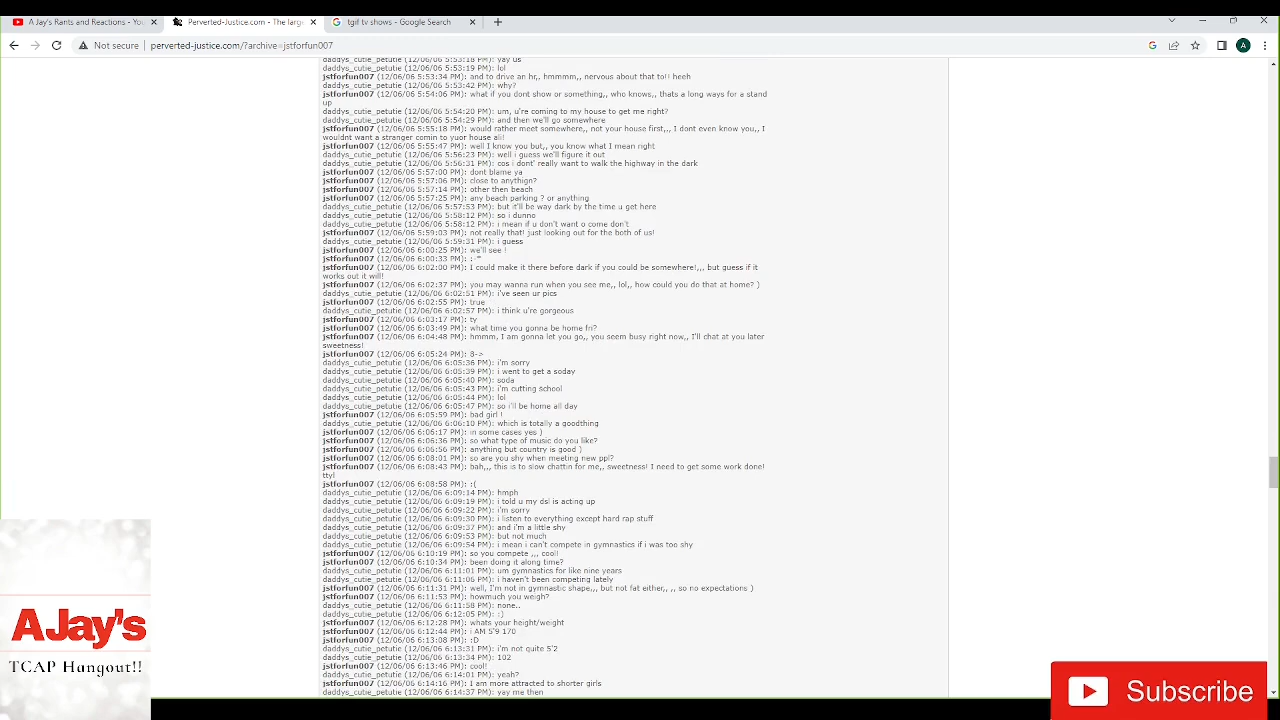 A Jay's Rants and Reactions - You
Perverted-Justice.com - The large
tgif tv shows - Google Search
Not secure
perverted-justice.com/?archive=jstforfun007
A
daddys_cutie_petutie (12/06/06 5:53:18 PM): yay us
daddys_cutie_petutie (12/06/06 5:53:19 PM): lol
jstforfun007 (12/06/06 5:53:34 PM): and to drive an hr,, hmmmm,, nervous about that to!! heeh
daddys_cutie_petutie (12/06/06 5:53:42 PM): why?
jstforfun007 (12/06/06 5:54:06 PM): what if you dont show or something,, who knows,, thats a long ways for a stand
up
daddys_cutie_petutie (12/06/06 5:54:20 PM): um, u're coming to my house to get me right?
daddys_cutie_petutie (12/06/06 5:54:29 PM): and then we'll go somewhere
jstforfun007 (12/06/06 5:55:18 PM): would rather meet somewhere,, not your house first,,, I dont even know you,, I
wouldnt want a stranger comin to yuor house ali!
jstforfun007 (12/06/06 5:55:47 PM): well I know you but,, you know what I mean right
daddys_cutie_petutie (12/06/06 5:56:23 PM): well i guess we'll figure it out
daddys_cutie_petutie (12/06/06 5:56:31 PM): cos i dont' really want to walk the highway in the dark
jstforfun007 (12/06/06 5:57:00 PM): dont blame ya
jstforfun007 (12/06/06 5:57:06 PM): close to anythign?
jstforfun007 (12/06/06 5:57:14 PM): other then beach
jstforfun007 (12/06/06 5:57:25 PM): any beach parking ? or anything
daddys_cutie_petutie (12/06/06 5:57:53 PM): but it'll be way dark by the time u get here
daddys_cutie_petutie (12/06/06 5:58:12 PM): so i dunno
daddys_cutie_petutie (12/06/06 5:58:12 PM): i mean if u don't want o come don't
jstforfun007 (12/06/06 5:59:03 PM): not really that! just looking out for the both of us!
daddys_cutie_petutie (12/06/06 5:59:31 PM): i guess
jstforfun007 (12/06/06 6:00:25 PM): we'll see !
jstforfun007 (12/06/06 6:00:33 PM): :-*
jstforfun007 (12/06/06 6:02:00 PM): I could make it there before dark if you could be somewhere!,,, but guess if it
works out it will!
jstforfun007 (12/06/06 6:02:37 PM): you may wanna run when you see me,, lol,, how could you do that at home? )
daddys_cutie_petutie (12/06/06 6:02:51 PM): i've seen ur pics
jstforfun007 (12/06/06 6:02:55 PM): true
daddys_cutie_petutie (12/06/06 6:02:57 PM): i think u're gorgeous
jstforfun007 (12/06/06 6:03:17 PM): ty
jstforfun007 (12/06/06 6:03:49 PM): what time you gonna be home fri?
jstforfun007 (12/06/06 6:04:48 PM): hmmm, I am gonna let you go,, you seem busy right now,, I'll chat at you later
sweetness!
jstforfun007 (12/06/06 6:05:24 PM): 8->
daddys_cutie_petutie (12/06/06 6:05:36 PM): i'm sorry
daddys_cutie_petutie (12/06/06 6:05:39 PM): i went to get a soday
daddys_cutie_petutie (12/06/06 6:05:40 PM): soda
daddys_cutie_petutie (12/06/06 6:05:43 PM): i'm cutting school
daddys_cutie_petutie (12/06/06 6:05:44 PM): lol
daddys_cutie_petutie (12/06/06 6:05:47 PM): so i'll be home all day
jstforfun007 (12/06/06 6:05:59 PM): bad girl !
daddys_cutie_petutie (12/06/06 6:06:10 PM): which is totally a goodthing
jstforfun007 (12/06/06 6:06:17 PM): in some cases yes )
jstforfun007 (12/06/06 6:06:36 PM): so what type of music do you like?
jstforfun007 (12/06/06 6:06:56 PM): anything but country is good )
jstforfun007 (12/06/06 6:08:01 PM): so are you shy when meeting new ppl?
jstforfun007 (12/06/06 6:08:43 PM): bah,,, this is to slow chattin for me,, sweetness! I need to get some work done!
ttyl
jstforfun007 (12/06/06 6:08:58 PM): :(
daddys_cutie_petutie (12/06/06 6:09:14 PM): hmph
daddys_cutie_petutie (12/06/06 6:09:19 PM): i told u my dsl is acting up
daddys_cutie_petutie (12/06/06 6:09:22 PM): i'm sorry
daddys_cutie_petutie (12/06/06 6:09:30 PM): i listen to everything except hard rap stuff
daddys_cutie_petutie (12/06/06 6:09:37 PM): and i'm a little shy
daddys_cutie_petutie (12/06/06 6:09:53 PM): but not much
daddys_cutie_petutie (12/06/06 6:09:54 PM): i mean i can't compete in gymnastics if i was too shy
jstforfun007 (12/06/06 6:10:19 PM): so you compete ,,, cool!
jstforfun007 (12/06/06 6:10:34 PM): been doing it along time?
daddys_cutie_petutie (12/06/06 6:11:01 PM): um gymnastics for like nine years
daddys_cutie_petutie (12/06/06 6:11:06 PM): i haven't been competing lately
jstforfun007 (12/06/06 6:11:31 PM): well, I'm not in gymnastic shape,,, but not fat either,, ,, so no expectations )
jstforfun007 (12/06/06 6:11:53 PM): howmuch you weigh?
daddys_cutie_petutie (12/06/06 6:11:58 PM): none..
daddys_cutie_petutie (12/06/06 6:12:05 PM): :)
jstforfun007 (12/06/06 6:12:28 PM): whats your height/weight
jstforfun007 (12/06/06 6:12:44 PM): i AM 5'9 170
jstforfun007 (12/06/06 6:13:08 PM): :D
daddys_cutie_petutie (12/06/06 6:13:31 PM): i'm not quite 5'2
daddys_cutie_petutie (12/06/06 6:13:34 PM): 102
jstforfun007 (12/06/06 6:13:46 PM): cool!
daddys_cutie_petutie (12/06/06 6:14:01 PM): yeah?
jstforfun007 (12/06/06 6:14:16 PM): I am more attracted to shorter girls
daddys_cutie_petutie (12/06/06 6:14:37 PM): yay me then
AJay's
TCAP Hangout!!
Subscribe